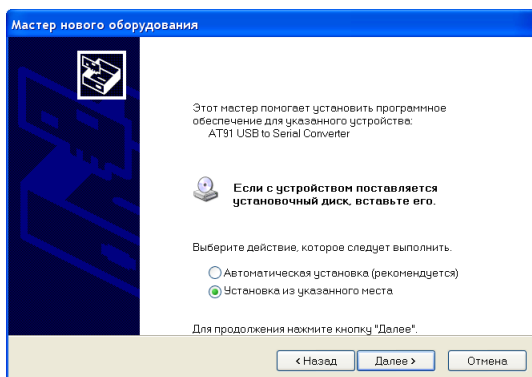 Мастер нового оборудования
Этот мастер помогает установить программное
обеспечение для указанного устройства:
AT91 USB to Serial Converter
Если с устройством поставляется
установочный диск, вставьте его.
Выберите действие, которое следует выполнить.
Автоматическая установка (рекомендуется)
Установка из указанного места
Для продолжения нажмите кнопку "Далее".
< Назад Далее > Отмена